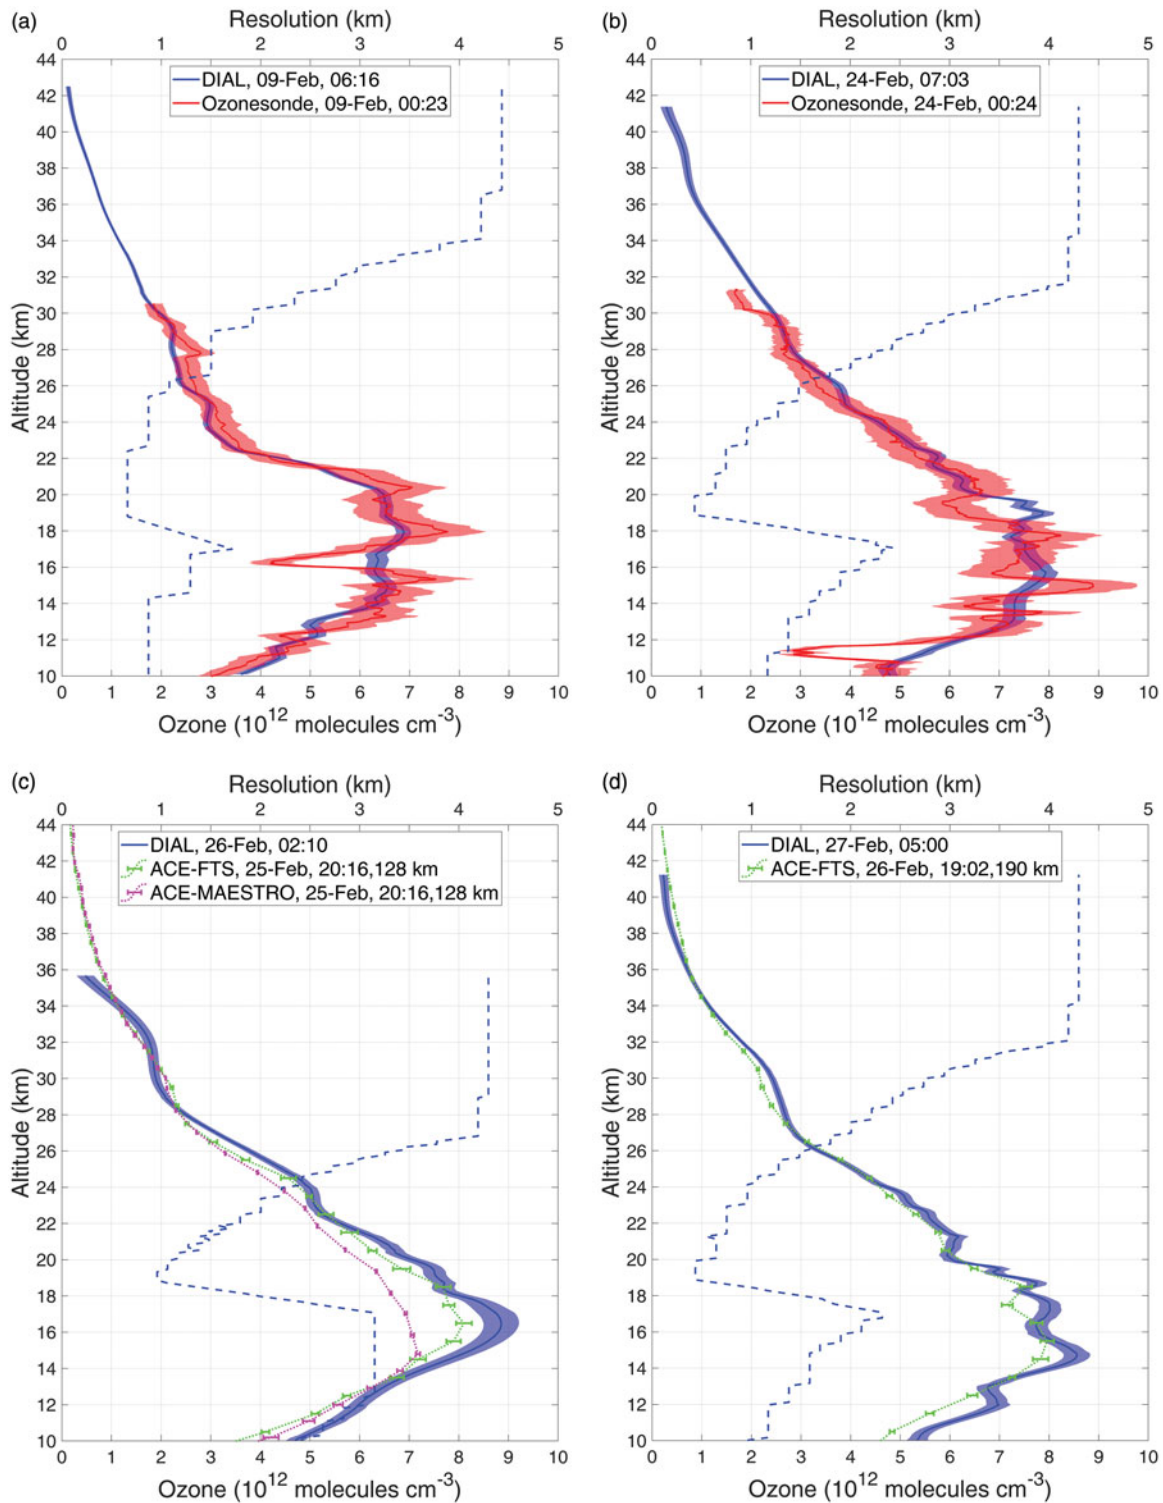 (a)
Resolution (km)
0 1 2 3 4 5
44
42
40
38
36
34
32
30
28
26
24
22
20
18
16
14
12
10
Altitude (km)
DIAL, 09-Feb, 06:16
Ozonesonde, 09-Feb, 00:23
0 1 2 3 4 5 6 7 8 9 10
Ozone (10^12 molecules cm^-3)
(b)
Resolution (km)
0 1 2 3 4 5
44
42
40
38
36
34
32
30
28
26
24
22
20
18
16
14
12
10
Altitude (km)
DIAL, 24-Feb, 07:03
Ozonesonde, 24-Feb, 00:24
0 1 2 3 4 5 6 7 8 9 10
Ozone (10^12 molecules cm^-3)
(c)
Resolution (km)
0 1 2 3 4 5
44
42
40
38
36
34
32
30
28
26
24
22
20
18
16
14
12
10
Altitude (km)
DIAL, 26-Feb, 02:10
ACE-FTS, 25-Feb, 20:16,128 km
ACE-MAESTRO, 25-Feb, 20:16,128 km
0 1 2 3 4 5 6 7 8 9 10
Ozone (10^12 molecules cm^-3)
(d)
Resolution (km)
0 1 2 3 4 5
44
42
40
38
36
34
32
30
28
26
24
22
20
18
16
14
12
10
Altitude (km)
DIAL, 27-Feb, 05:00
ACE-FTS, 26-Feb, 19:02,190 km
0 1 2 3 4 5 6 7 8 9 10
Ozone (10^12 molecules cm^-3)